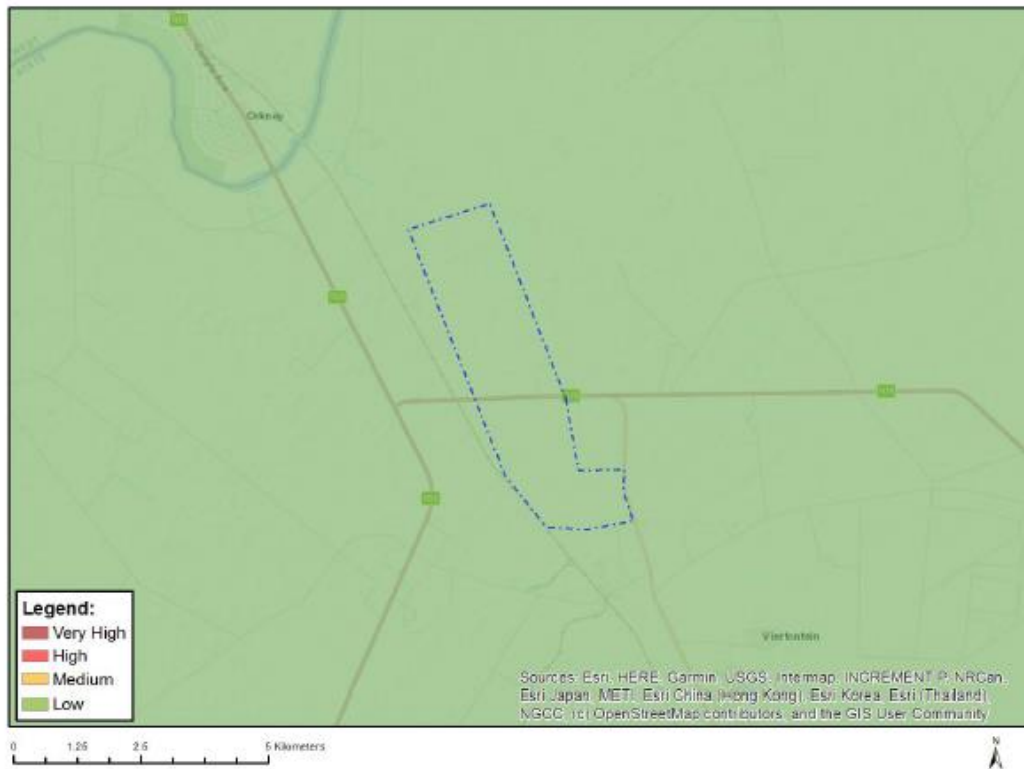 Orkney
Vierfontein
Legend:
Very High
High
Medium
Low
Sources: Esri, HERE, Garmin, USGS, Intermap, INCREMENT P, NRCan,
Esri Japan, METI, Esri China (Hong Kong), Esri Korea, Esri (Thailand),
NGCC, (c) OpenStreetMap contributors, and the GIS User Community
0 1.25 2.5 5 Kilometers
N